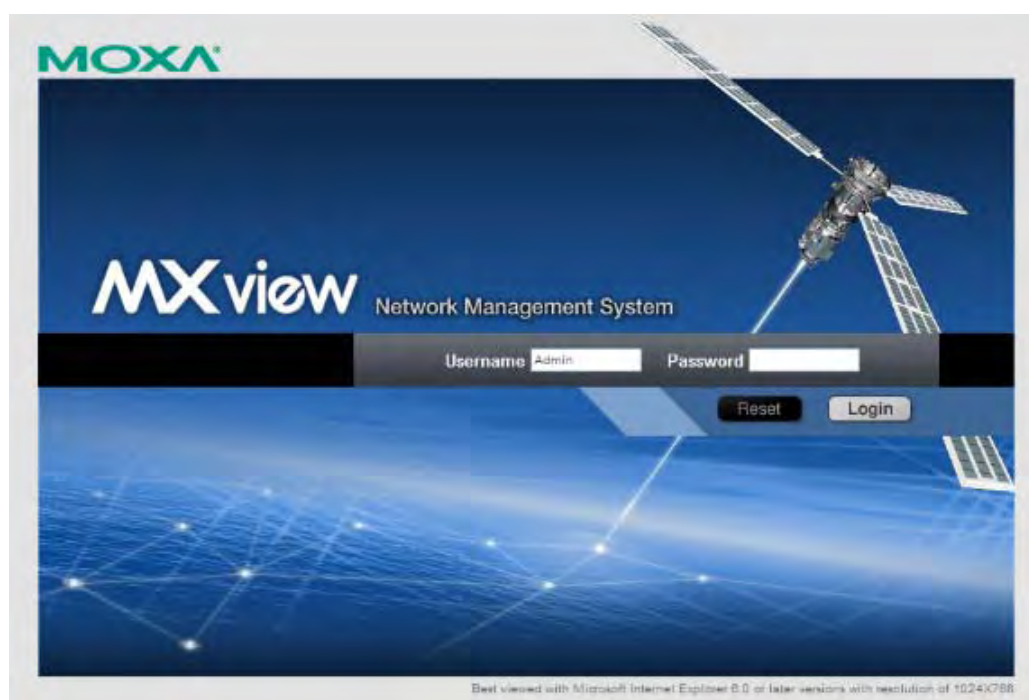 MOXA
MXview Network Management System
Username Admin Password
Reset Login
Best viewed with Microsoft Internet Explorer 6.0 or later versions with resolution of 1024X768